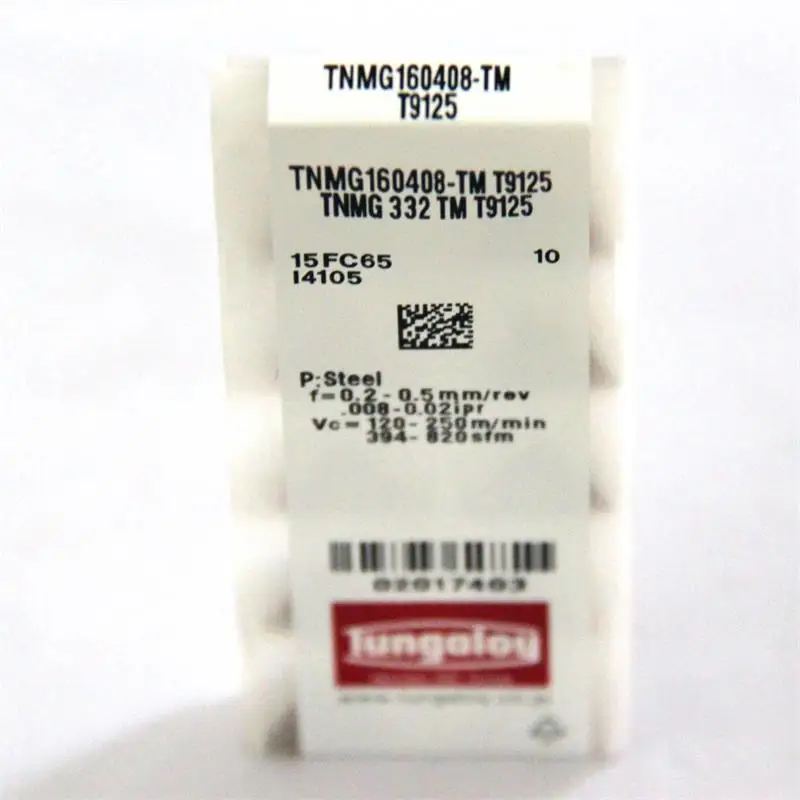 TNMG160408-TM
T9125
TNMG160408-TM T9125
TNMG 332 TM T9125
15FC65 10
I4105
P:Steel
f=0.2-0.5mm/rev
.008-0.02ipr
Vc=120-250m/min
394-820sfm
02017403
Tungaloy